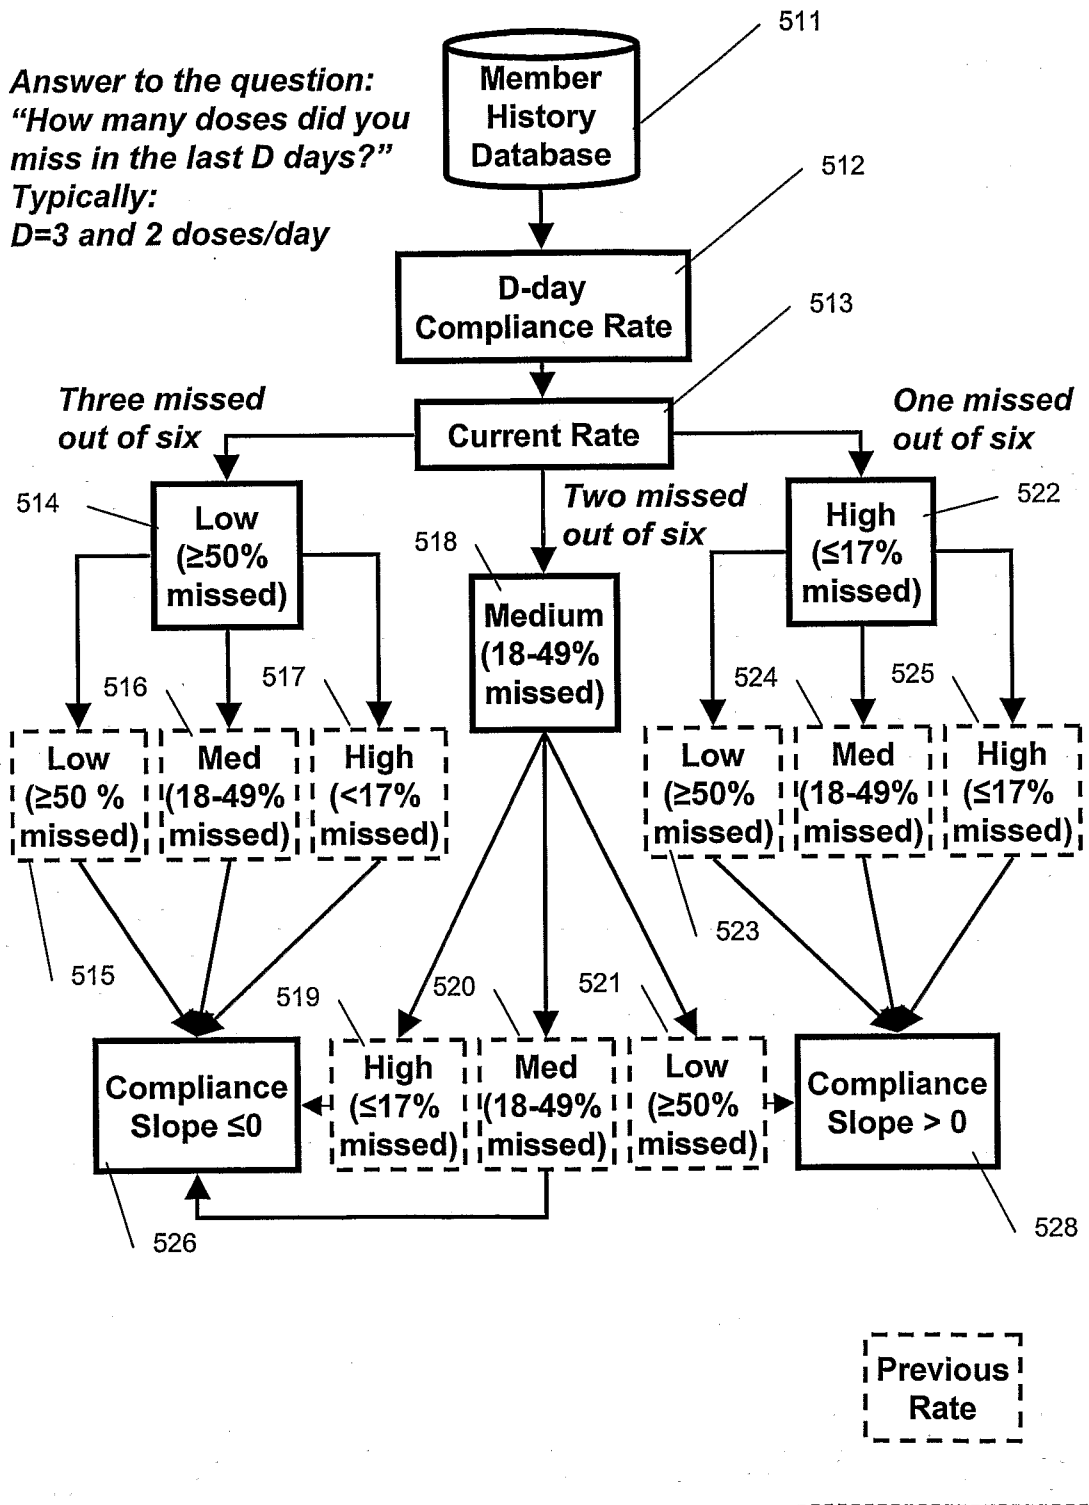 511
Member
History
Database
Answer to the question:
“How many doses did you
miss in the last D days?”
Typically:
D=3 and 2 doses/day
512
D-day
Compliance Rate
513
Current Rate
Three missed
out of six
One missed
out of six
Two missed
out of six
514
Low
(≥50%
missed)
518
Medium
(18-49%
missed)
522
High
(≤17%
missed)
516
517
524
525
Low
(≥50 %
missed)
Med
(18-49%
missed)
High
(<17%
missed)
Low
(≥50%
missed)
Med
(18-49%
missed)
High
(≤17%
missed)
515
523
519
520
521
Compliance
Slope ≤0
High
(≤17%
missed)
Med
(18-49%
missed)
Low
(≥50%
missed)
Compliance
Slope > 0
526
528
Previous
Rate